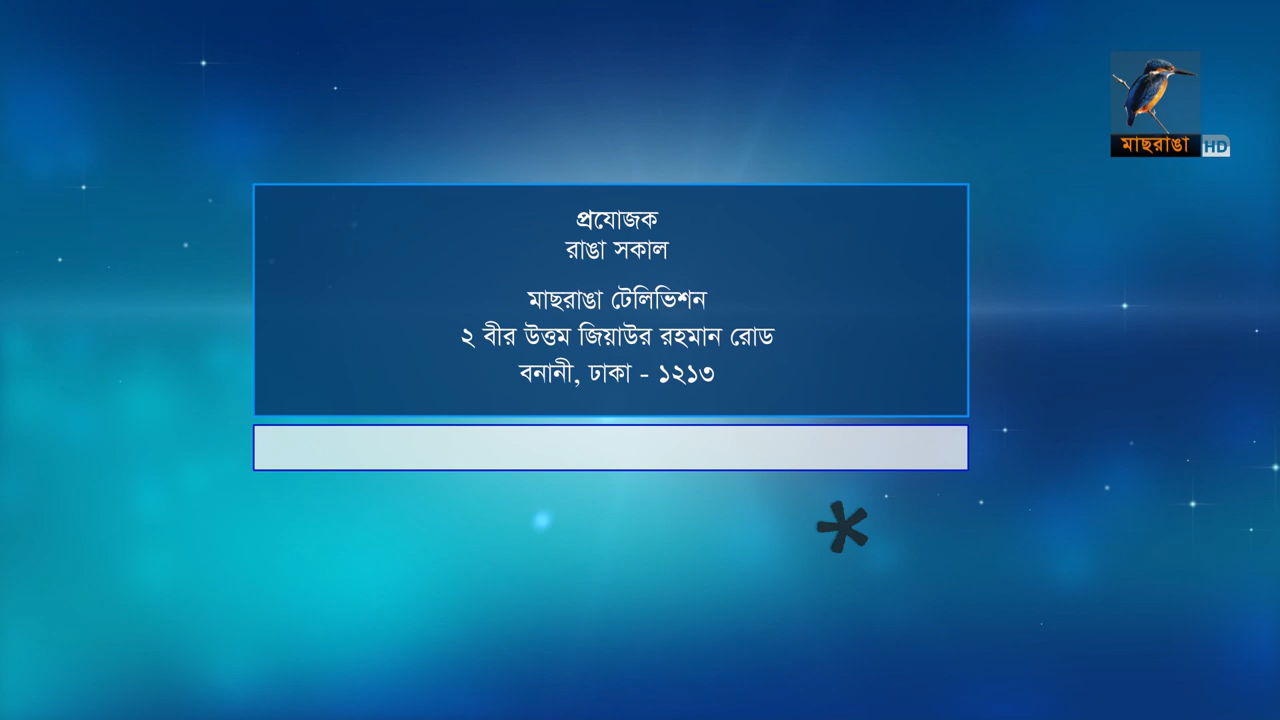 মাছরাঙা HD
প্রযোজক
রাঙা সকাল
মাছরাঙা টেলিভিশন
২ বীর উত্তম জিয়াউর রহমান রোড
বনানী, ঢাকা - ১২১৩
*